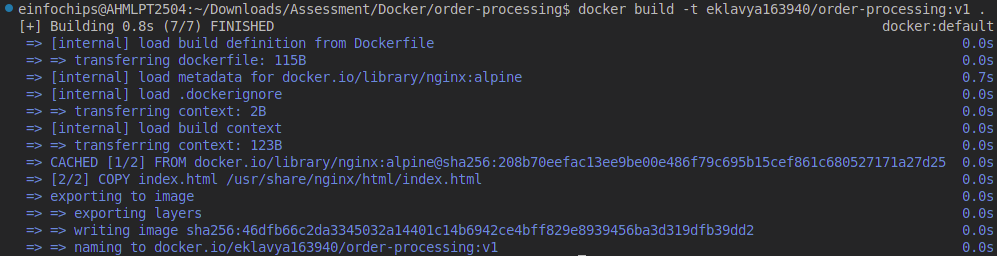 einfochips@AHMLPT2504:~/Downloads/Assessment/Docker/order-processing$ docker build -t eklavya163940/order-processing:v1 .
[+] Building 0.8s (7/7) FINISHED docker:default
=> [internal] load build definition from Dockerfile 0.0s
=> => transferring dockerfile: 115B 0.0s
=> [internal] load metadata for docker.io/library/nginx:alpine 0.7s
=> [internal] load .dockerignore 0.0s
=> => transferring context: 2B 0.0s
=> [internal] load build context 0.0s
=> => transferring context: 123B 0.0s
=> CACHED [1/2] FROM docker.io/library/nginx:alpine@sha256:208b70eefac13ee9be00e486f79c695b15cef861c680527171a27d25 0.0s
=> [2/2] COPY index.html /usr/share/nginx/html/index.html 0.0s
=> exporting to image 0.0s
=> => exporting layers 0.0s
=> => writing image sha256:46dfb66c2da3345032a14401c14b6942ce4bff829e8939456ba3d319dfb39dd2 0.0s
=> => naming to docker.io/eklavya163940/order-processing:v1 0.0s